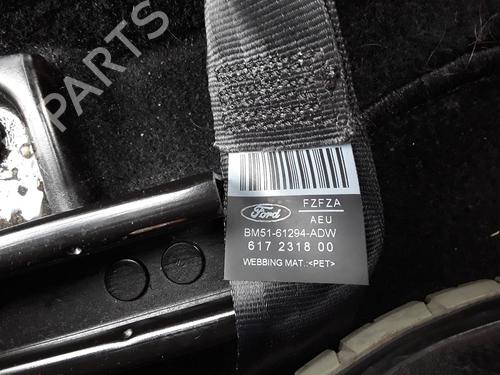 B-PARTS
FZFZA
Ford
AEU
BM51-61294-ADW
617 2318 00
WEBBING MAT.:<PET>